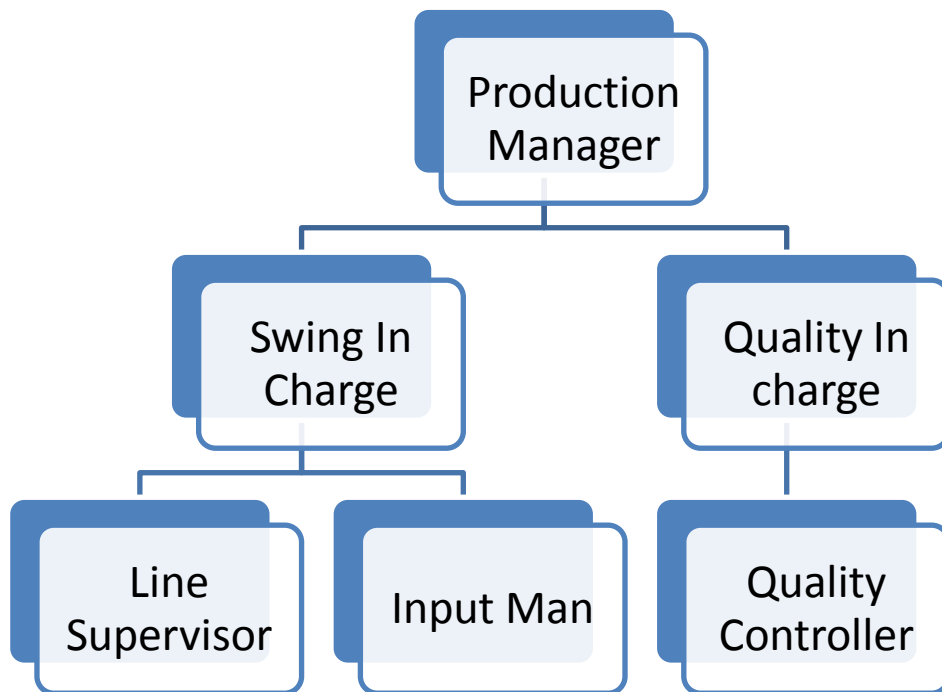 Production
Manager
Swing In
Charge
Quality In
charge
Line
Supervisor
Input Man
Quality
Controller